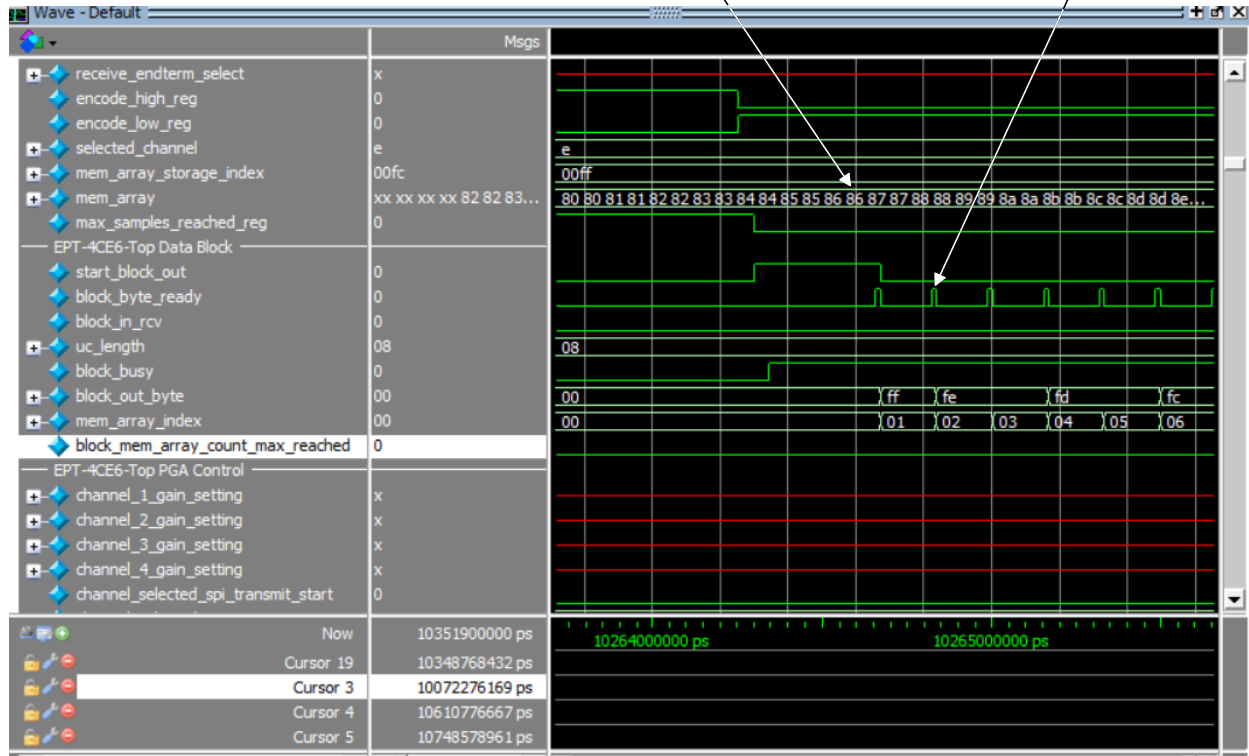 Wave - Default
Msgs
receive_endterm_select x
encode_high_reg 0
encode_low_reg 0
selected_channel e e
mem_array_storage_index 00fc 00ff
mem_array xx xx xx xx 82 82 83... 80 80 81 81 82 82 83 83 84 84 85 85 86 86 87 87 88 88 89 89 8a 8a 8b 8b 8c 8c 8d 8d 8e...
max_samples_reached_reg 0
EPT-4CE6-Top Data Block
start_block_out 0
block_byte_ready 0
block_in_rcv 0
uc_length 08 08
block_busy 0
block_out_byte 00 00 ff fe fd fc
mem_array_index 00 00 01 02 03 04 05 06
block_mem_array_count_max_reached 0
EPT-4CE6-Top PGA Control
channel_1_gain_setting x
channel_2_gain_setting x
channel_3_gain_setting x
channel_4_gain_setting x
channel_selected_spi_transmit_start 0
Now 10351900000 ps 10264000000 ps 10265000000 ps
Cursor 19 10348768432 ps
Cursor 3 10072276169 ps
Cursor 4 10610776667 ps
Cursor 5 10748578961 ps